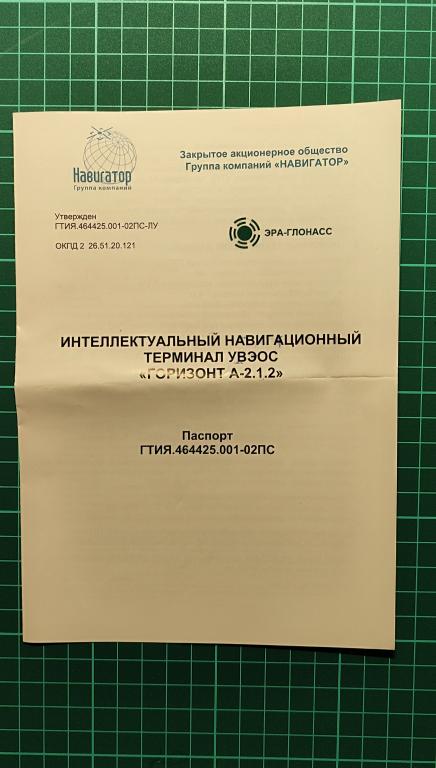 Навигатор
Группа компаний
Закрытое акционерное общество
Группа компаний «НАВИГАТОР»
Утвержден
ГТИЯ.464425.001-02ПС-ЛУ
ОКПД 2 26.51.20.121
ЭРА-ГЛОНАСС
ИНТЕЛЛЕКТУАЛЬНЫЙ НАВИГАЦИОННЫЙ
ТЕРМИНАЛ УВЭОС
«ГОРИЗОНТ А-2.1.2»
Паспорт
ГТИЯ.464425.001-02ПС